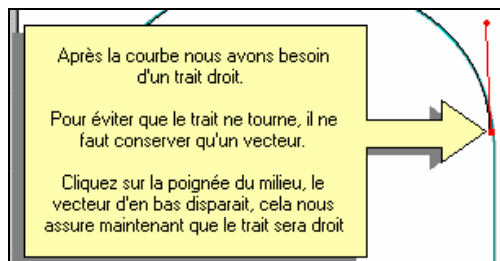 Après la courbe nous avons besoin
d'un trait droit.
Pour éviter que le trait ne tourne, il ne
faut conserver qu'un vecteur.
Cliquez sur la poignée du milieu, le
vecteur d'en bas disparait, cela nous
assure maintenant que le trait sera droit